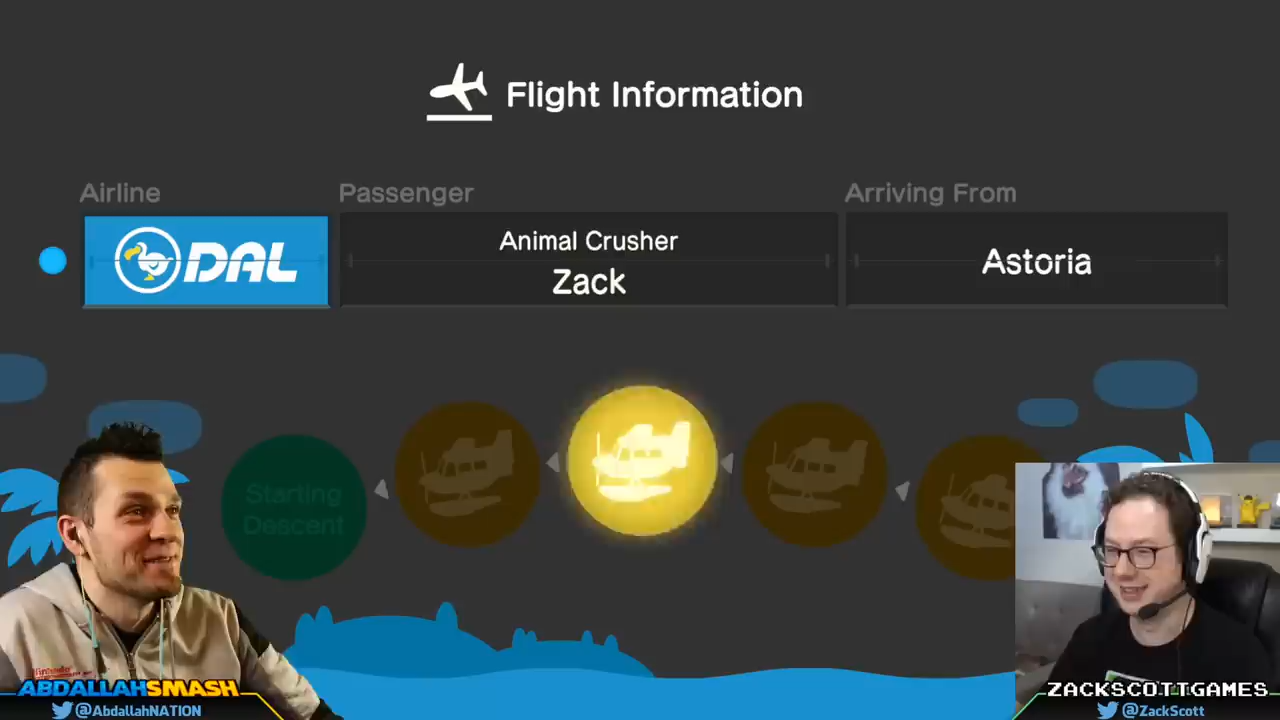 Flight Information
Airline
Passenger
Arriving From
DAL
Animal Crusher
Zack
Astoria
Starting
Descent
ABDALLAHSMASH
@AbdallahNATION
ZACKSCOTTGAMES
@ZackScott